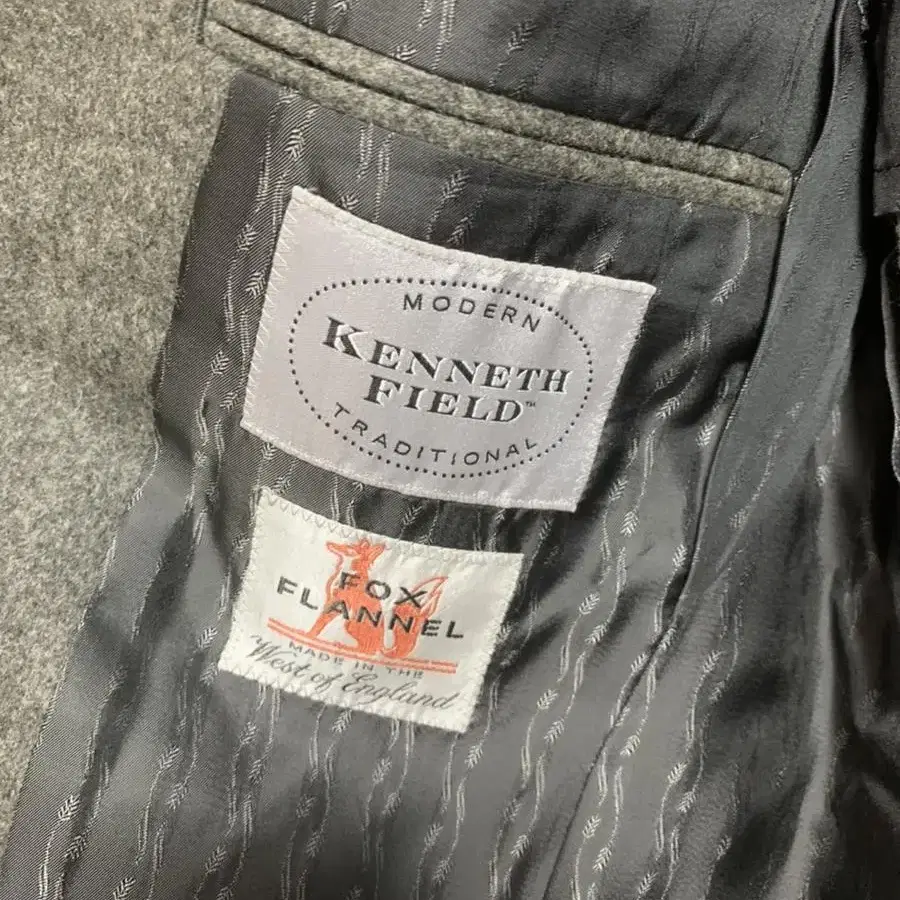 MODERN
KENNETH
FIELD™
TRADITIONAL
FOX
FLANNEL
MADE IN THE
West of England